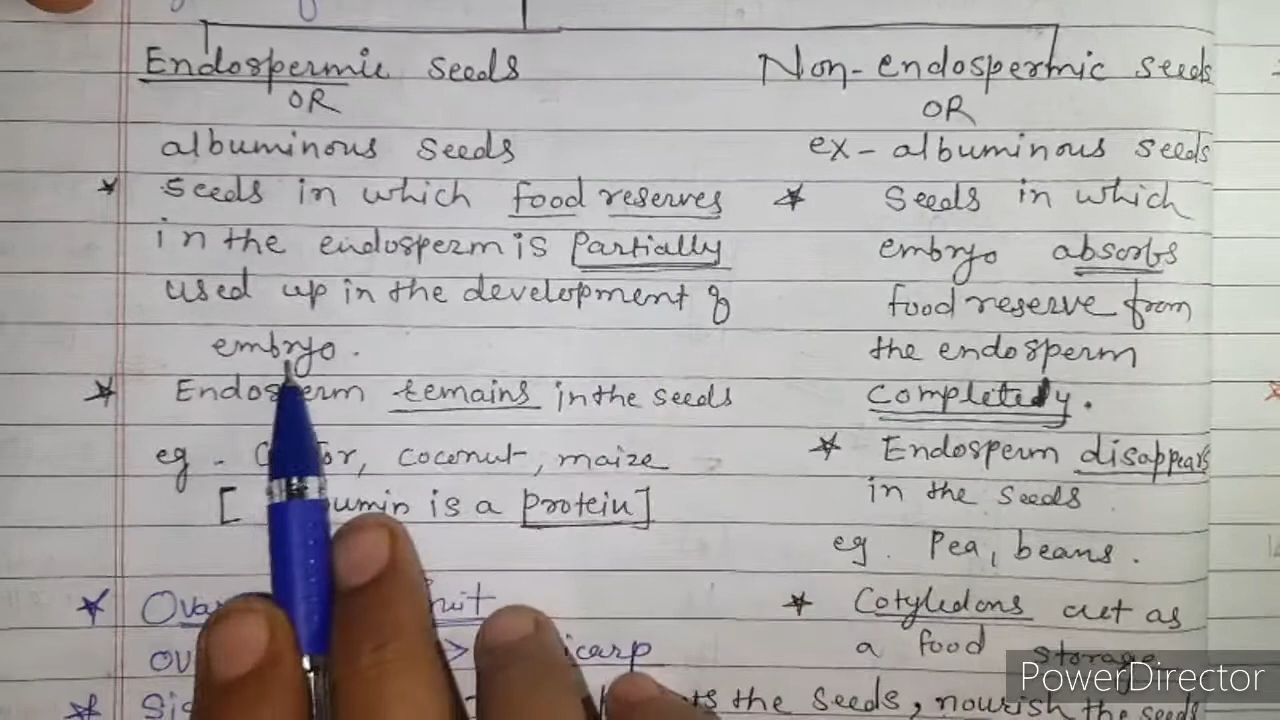 Endospermic seeds
OR
albuminous seeds
* Seeds in which food reserves
in the endosperm is Partially
used up in the development of
embryo.
* Endosperm remains in the seeds
eg - coconut, maize
[ is a protein]
*
>
*
Non-endospermic seeds
OR
ex-albuminous seeds
* Seeds in which
embryo absorbs
food reserve from
the endosperm
completely.
* Endosperm disappears
in the seeds
eg. Pea, beans.
* Cotyledons act as
a food storage
the seeds, nourish the seeds
PowerDirector